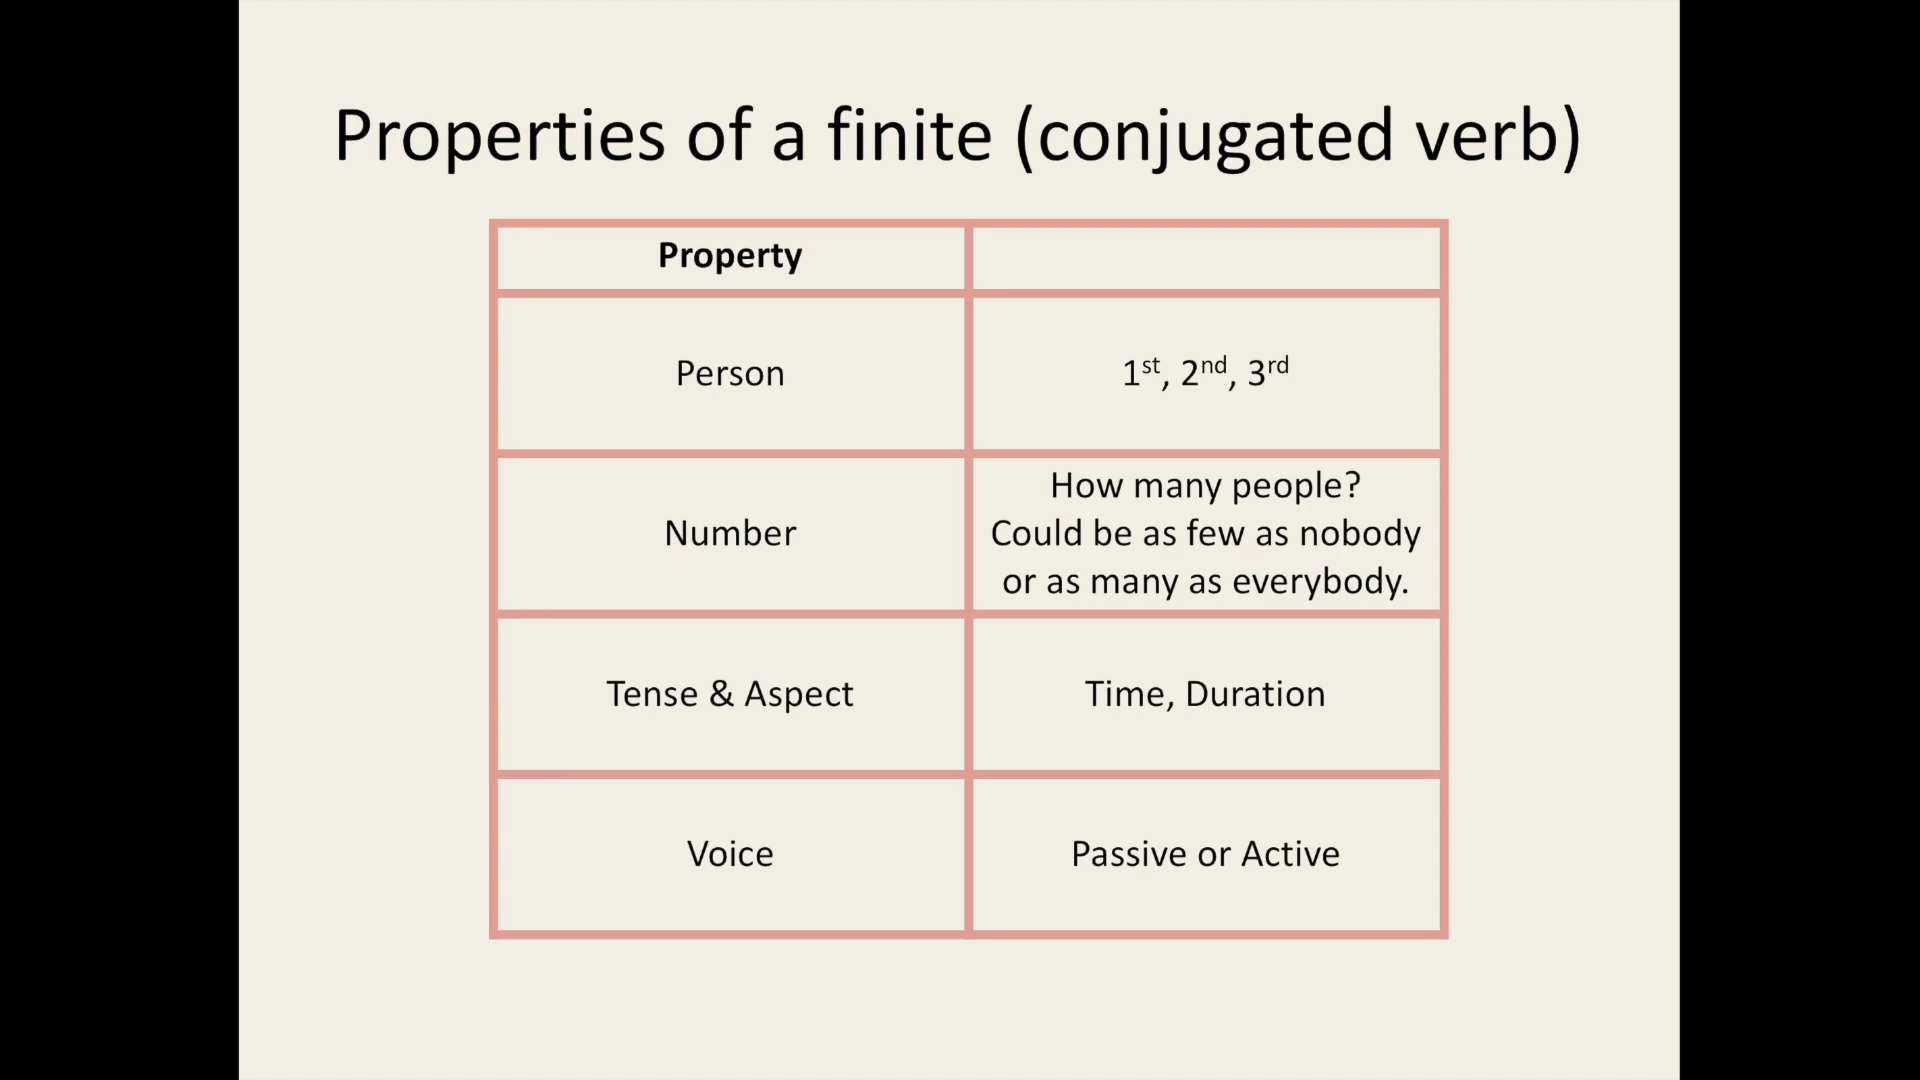 Properties of a finite (conjugated verb)
Property
Person
1st, 2nd, 3rd
Number
How many people?
Could be as few as nobody
or as many as everybody.
Tense & Aspect
Time, Duration
Voice
Passive or Active